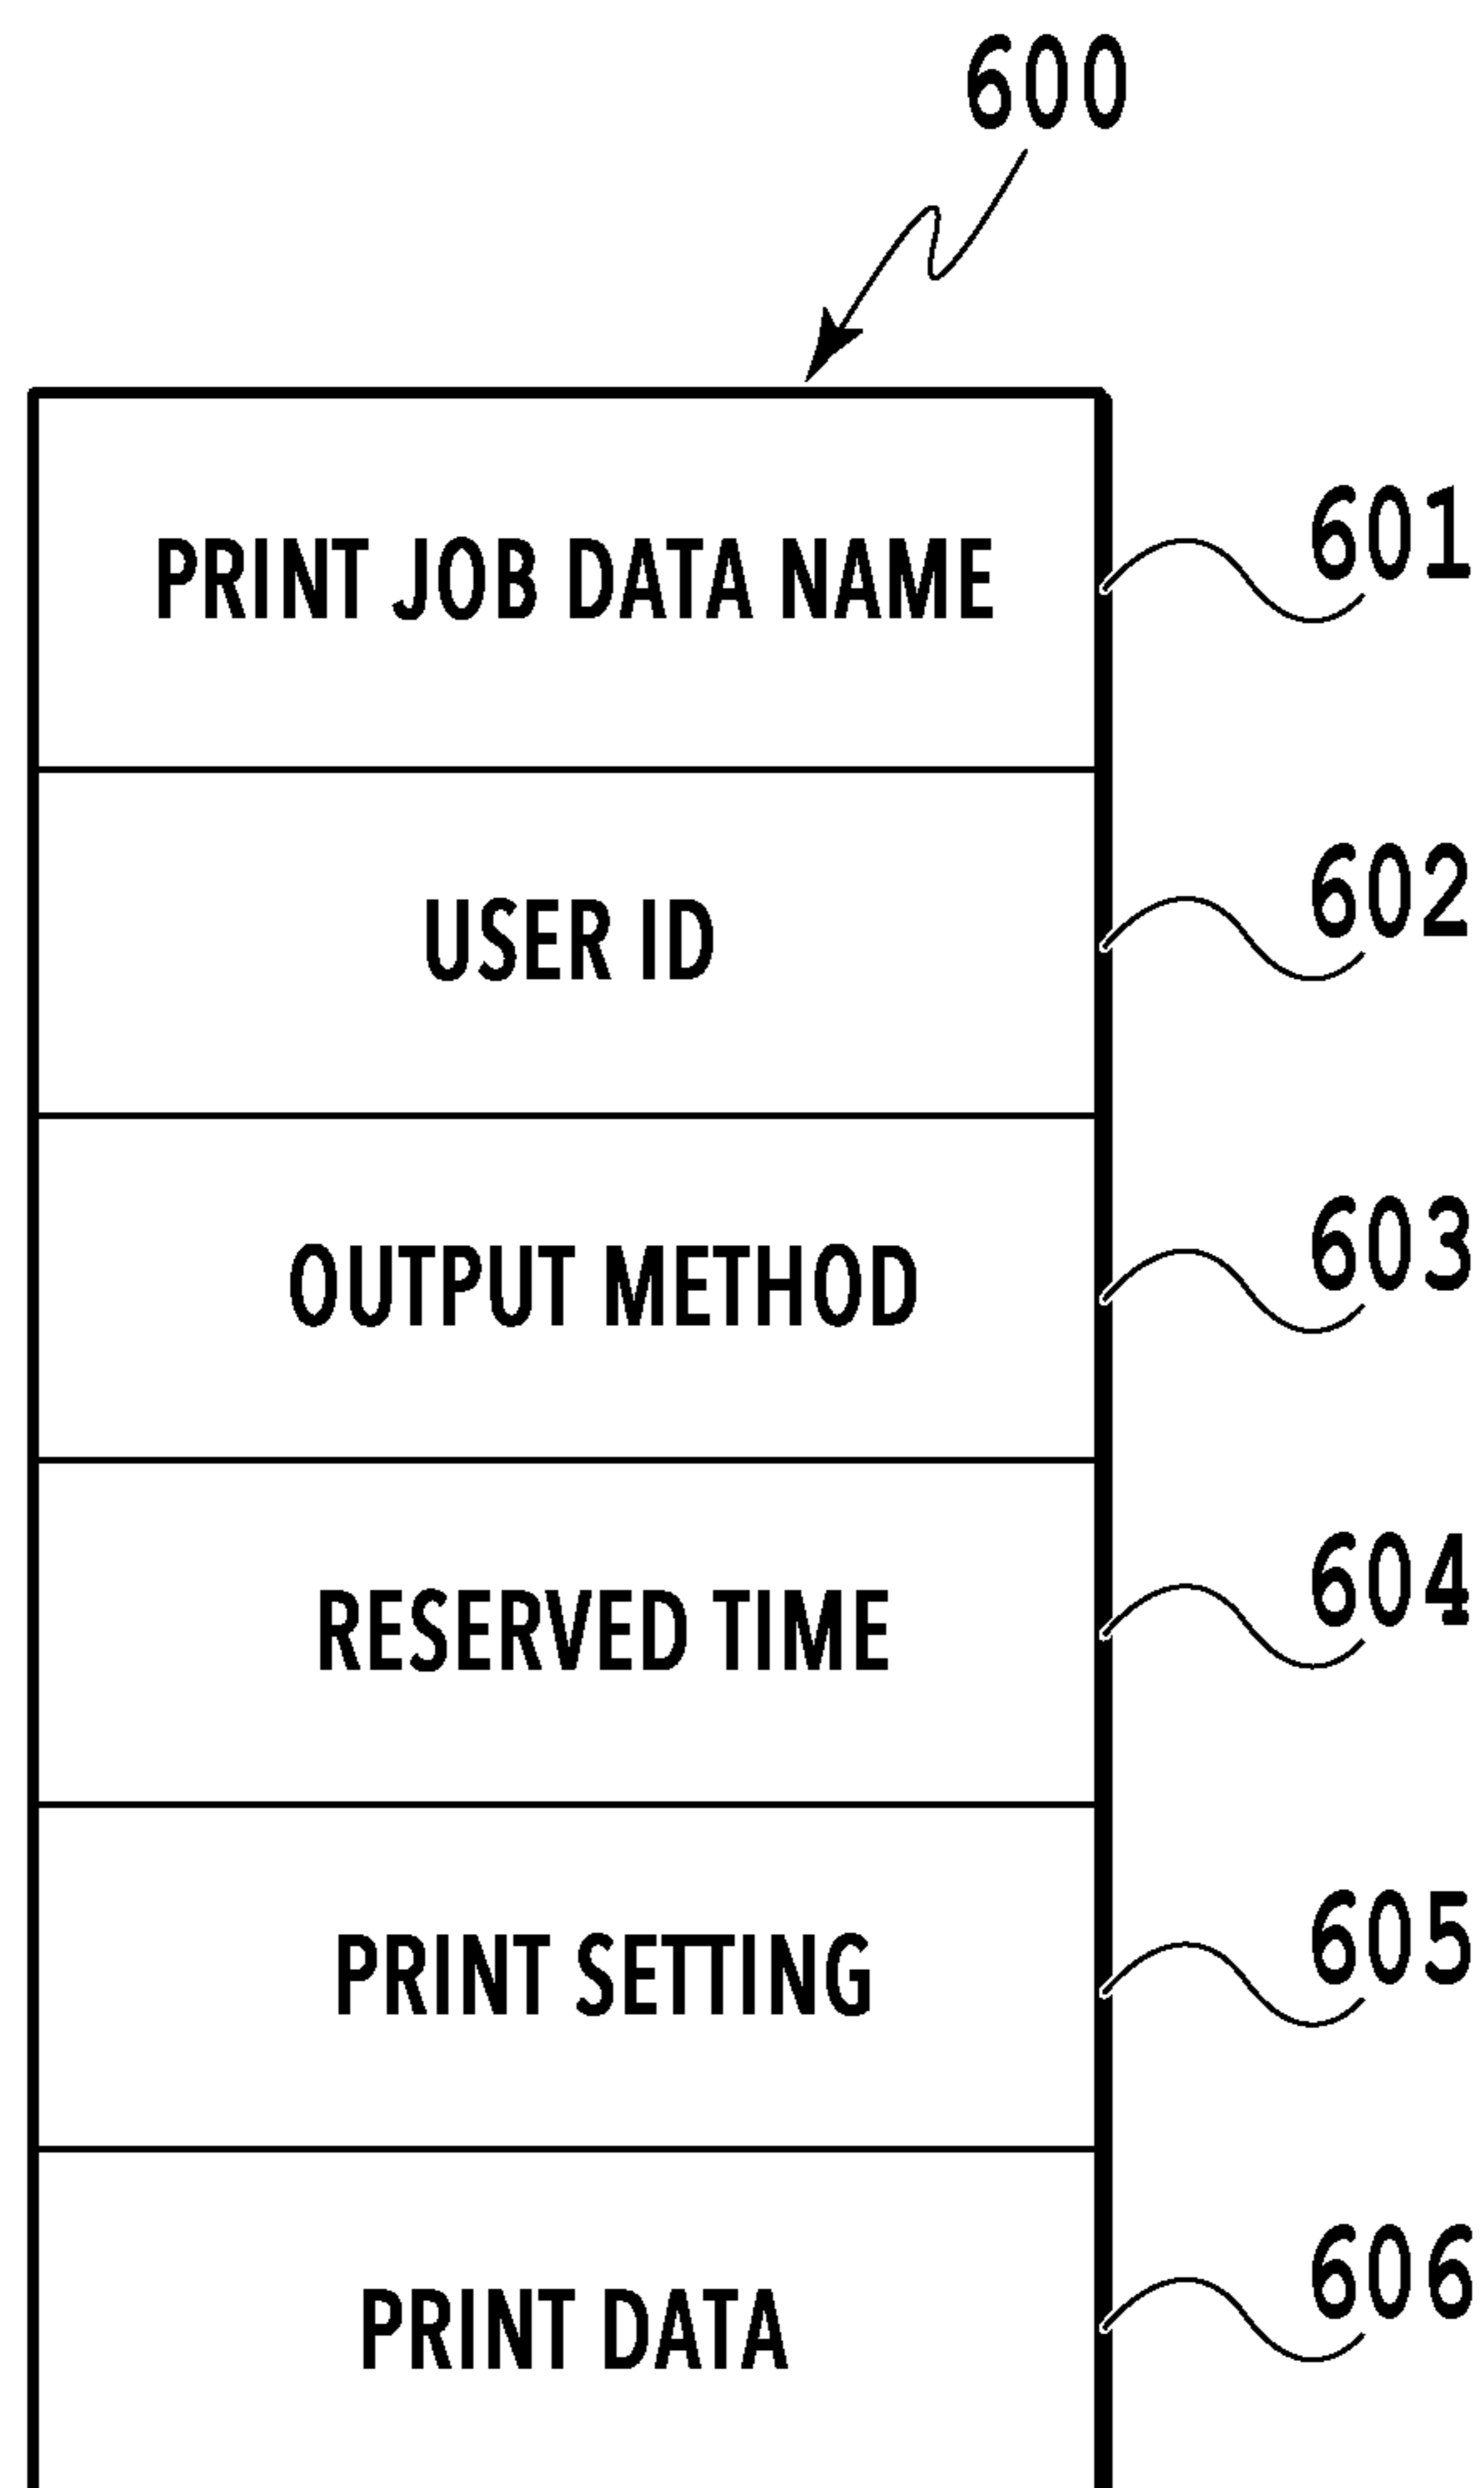 600
PRINT JOB DATA NAME 601
USER ID 602
OUTPUT METHOD 603
RESERVED TIME 604
PRINT SETTING 605
PRINT DATA 606